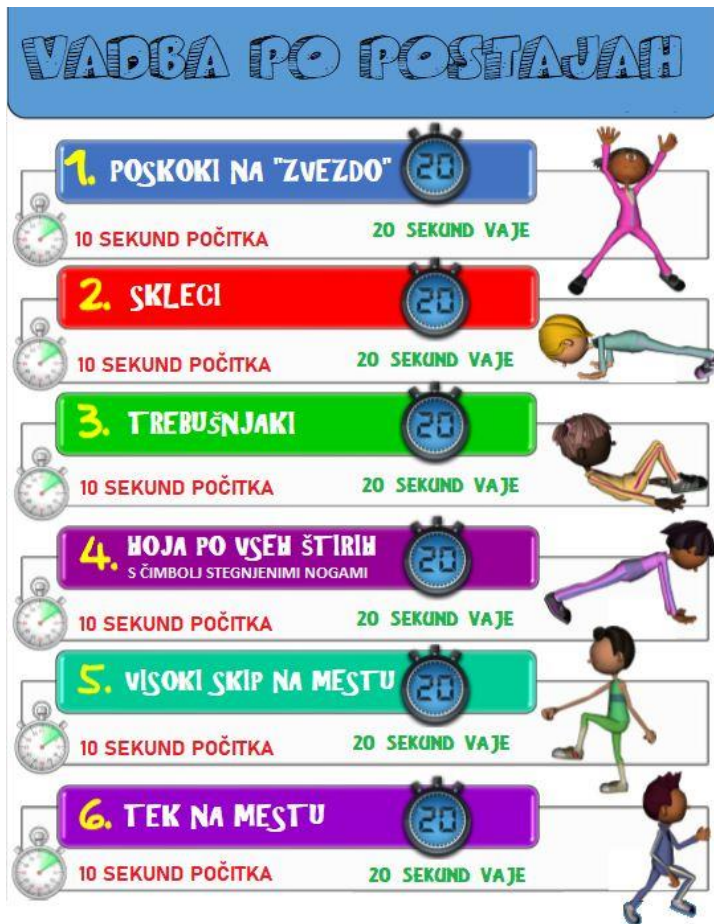 VADBA PO POSTAJAH
1. POSKOKI NA "ZVEZDO" 20
10 SEKUND POČITKA 20 SEKUND VAJE
2. SKLECI 20
10 SEKUND POČITKA 20 SEKUND VAJE
3. TREBUŠNJAKI 20
10 SEKUND POČITKA 20 SEKUND VAJE
4. HOJA PO VSEH ŠTIRIH 20
S ČIMBOLJ STEGNJENIMI NOGAMI
10 SEKUND POČITKA 20 SEKUND VAJE
5. VISOKI SKIP NA MESTU 20
10 SEKUND POČITKA 20 SEKUND VAJE
6. TEK NA MESTU 20
10 SEKUND POČITKA 20 SEKUND VAJE